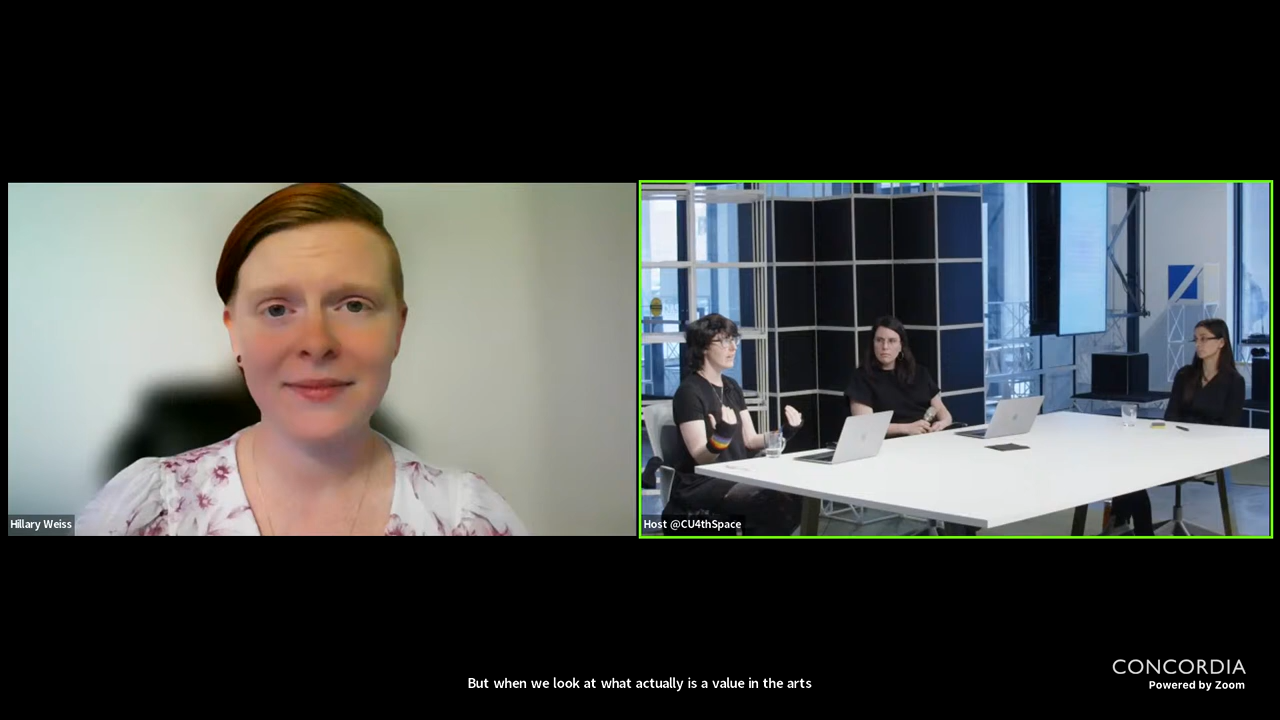 Hillary Weiss
Host @CU4thSpace
But when we look at what actually is a value in the arts
CONCORDIA
Powered by Zoom